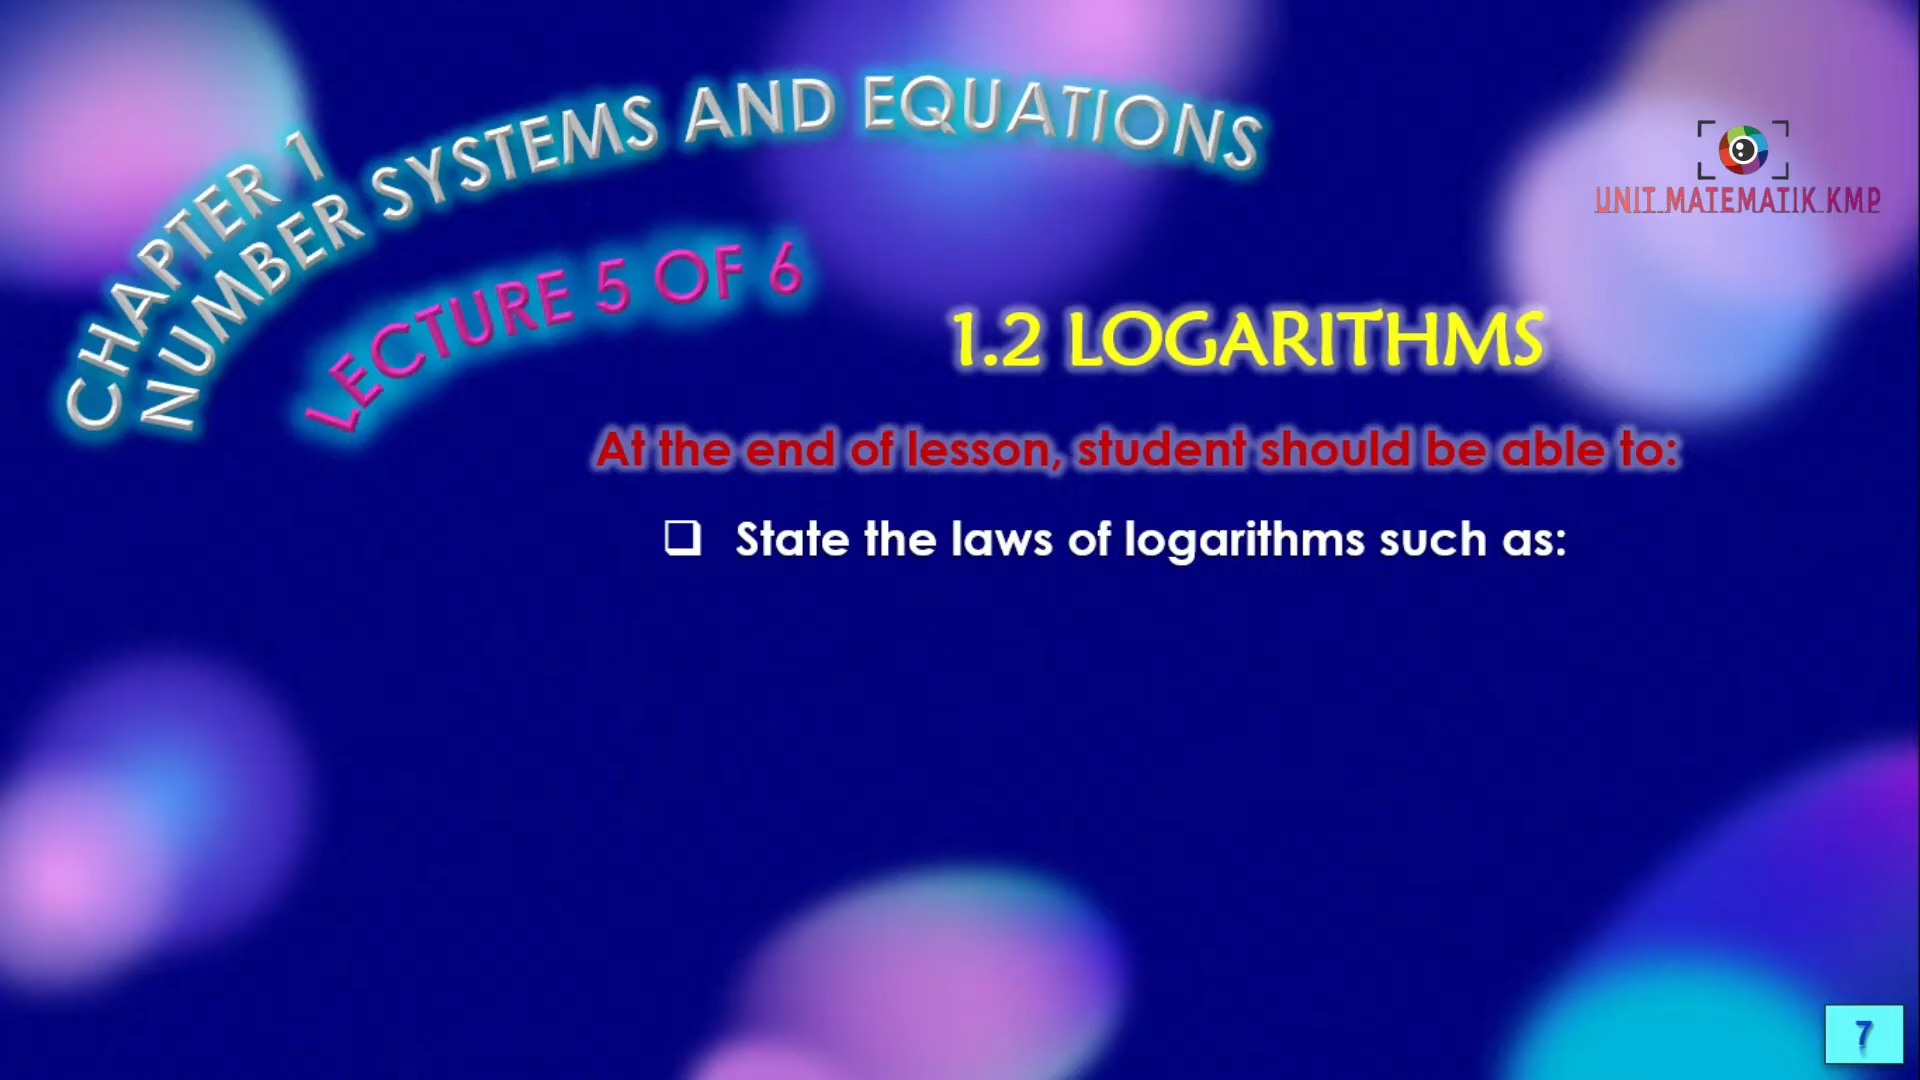 CHAPTER 1
NUMBER SYSTEMS AND EQUATIONS
LECTURE 5 OF 6
UNIT MATEMATIK KMP
1.2 LOGARITHMS
At the end of lesson, student should be able to:
❑ State the laws of logarithms such as:
7